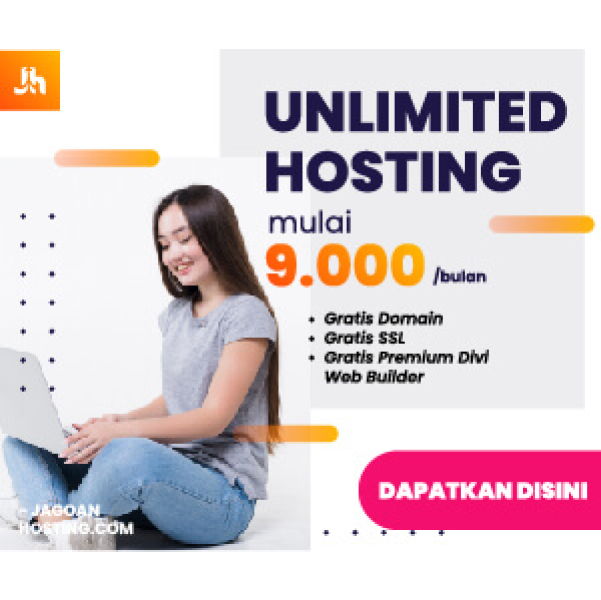 Jh
UNLIMITED
HOSTING
mulai
9.000 /bulan
• Gratis Domain
• Gratis SSL
• Gratis Premium Divi
Web Builder
DAPATKAN DISINI
- JAGOAN
HOSTING.COM